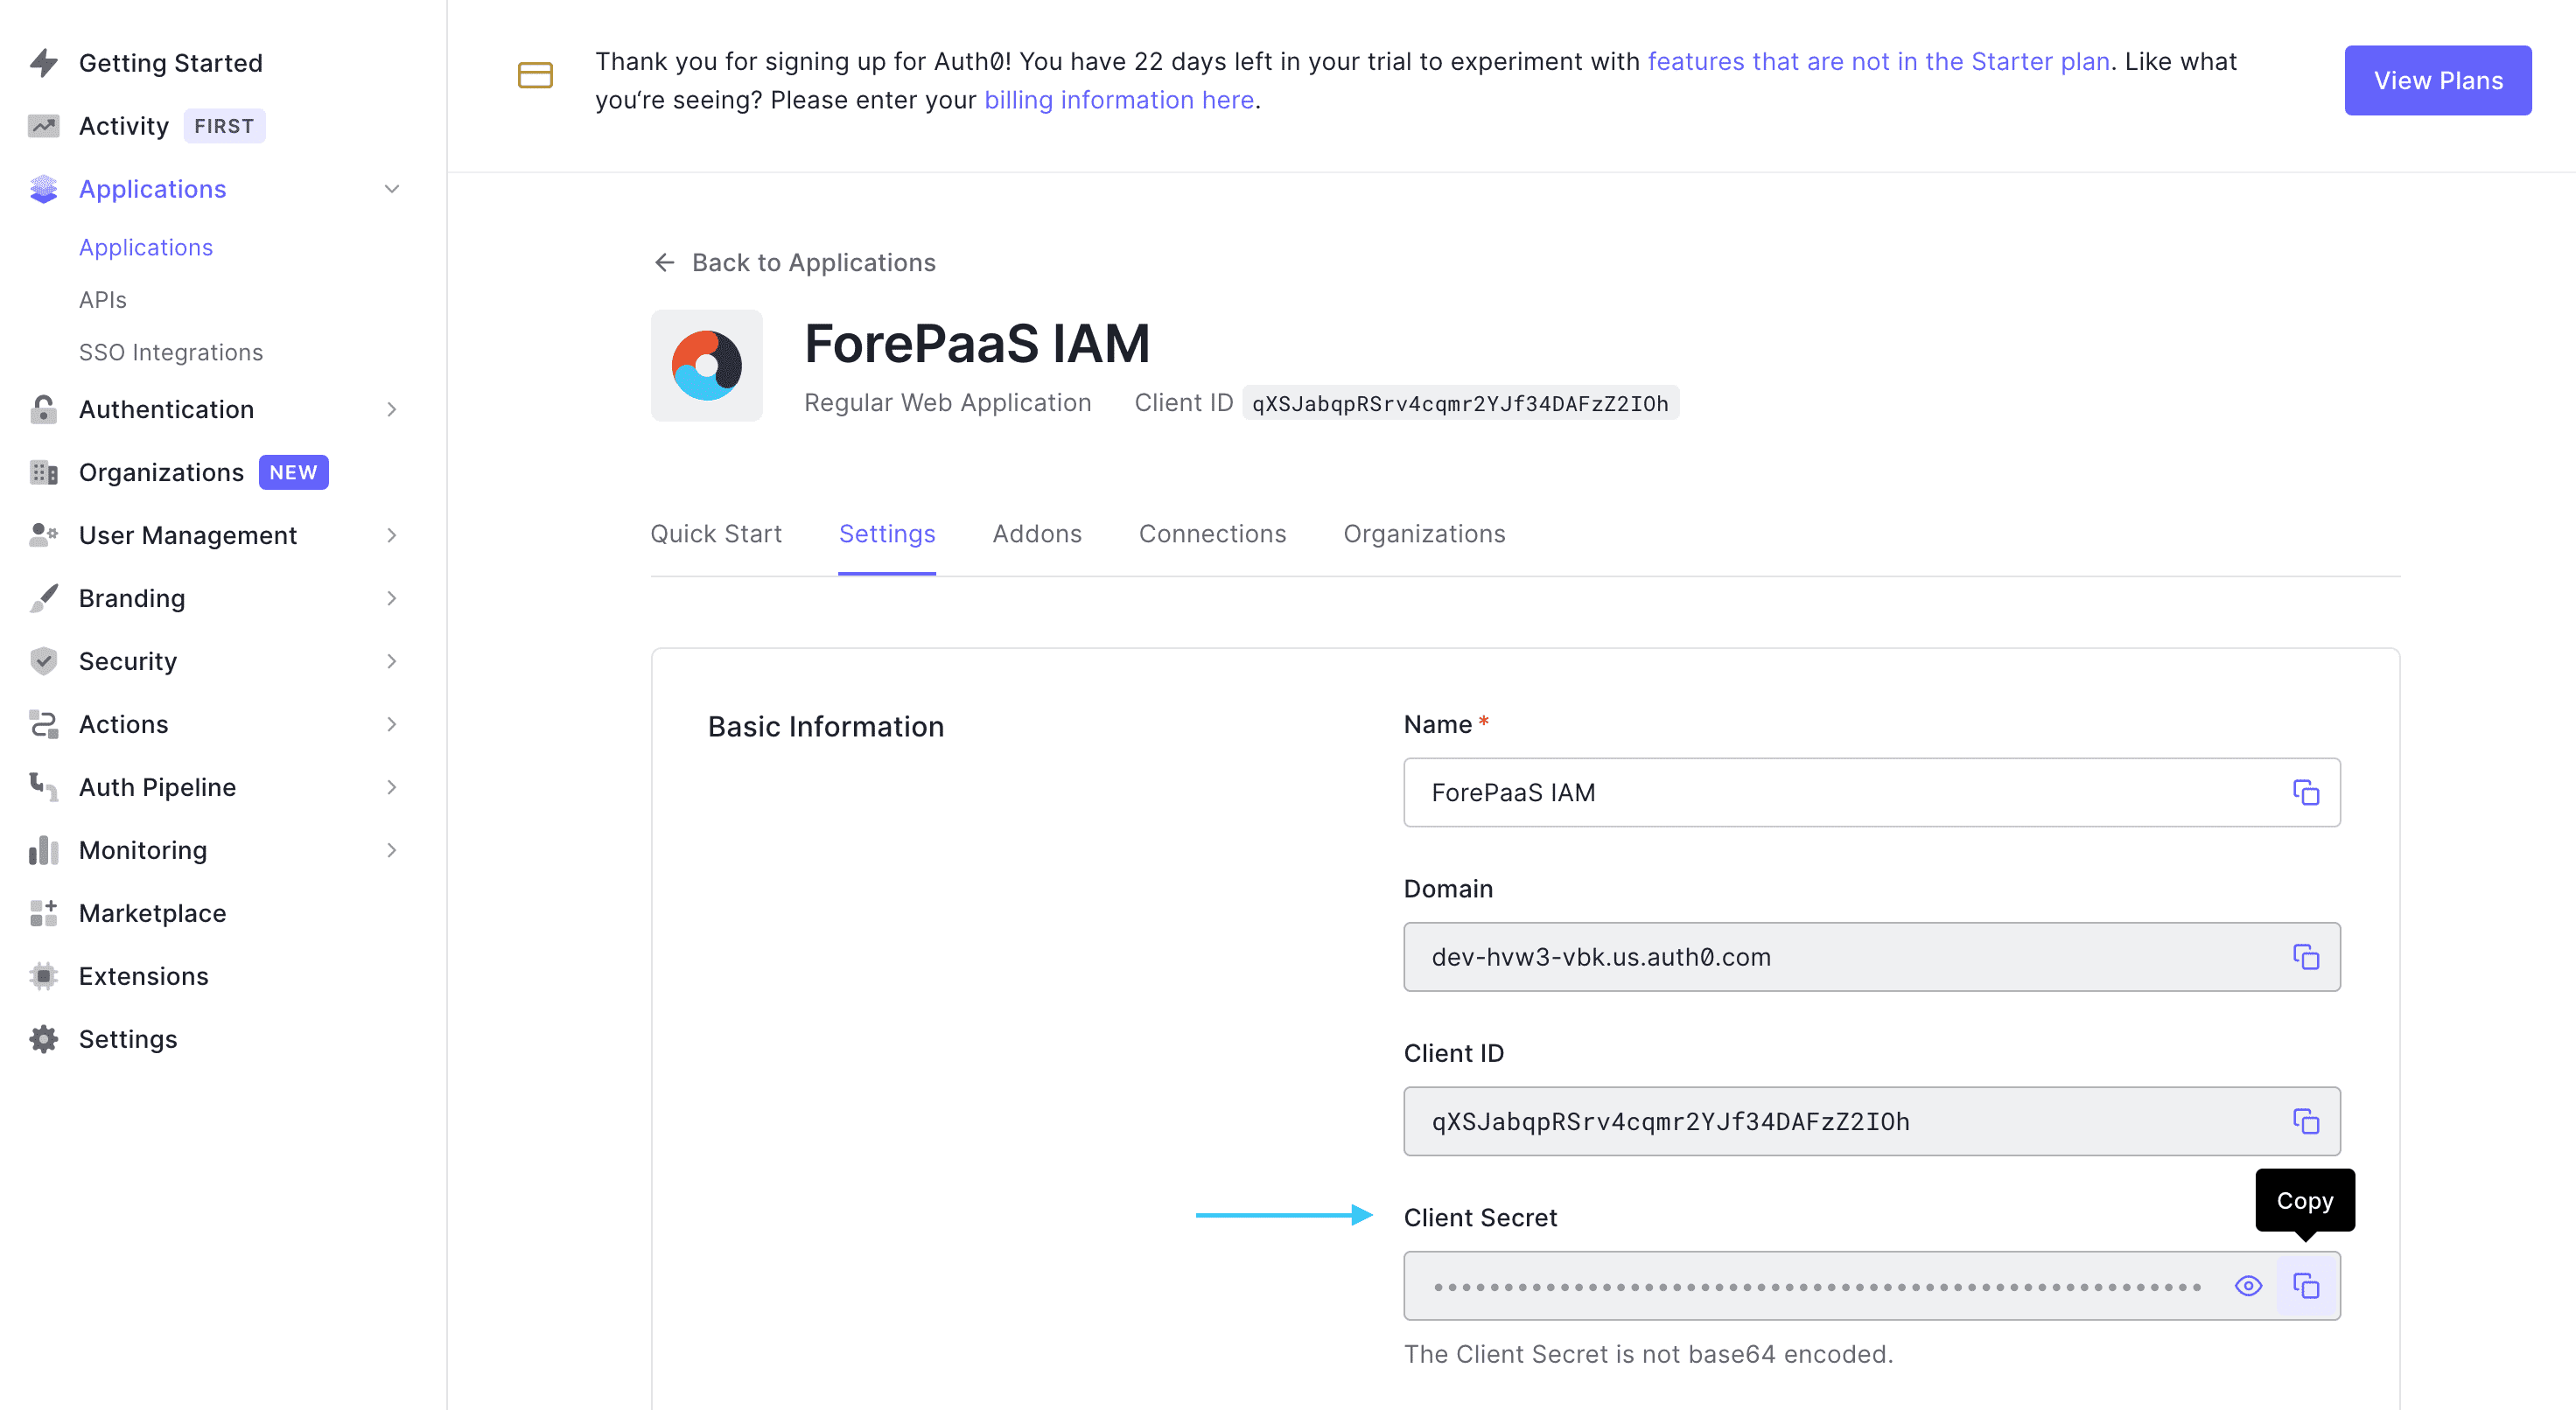 Getting Started
Activity FIRST
Applications
Applications
APIs
SSO Integrations
Authentication
Organizations NEW
User Management
Branding
Security
Actions
Auth Pipeline
Monitoring
Marketplace
Extensions
Settings
Thank you for signing up for Auth0! You have 22 days left in your trial to experiment with features that are not in the Starter plan. Like what
you‘re seeing? Please enter your billing information here.
View Plans
Back to Applications
ForePaaS IAM
Regular Web Application Client ID qXSJabqpRSrv4cqmr2YJf34DAFzZ2IOh
Quick Start Settings Addons Connections Organizations
Basic Information
Name *
ForePaaS IAM
Domain
dev-hvw3-vbk.us.auth0.com
Client ID
qXSJabqpRSrv4cqmr2YJf34DAFzZ2IOh
Copy
Client Secret
The Client Secret is not base64 encoded.